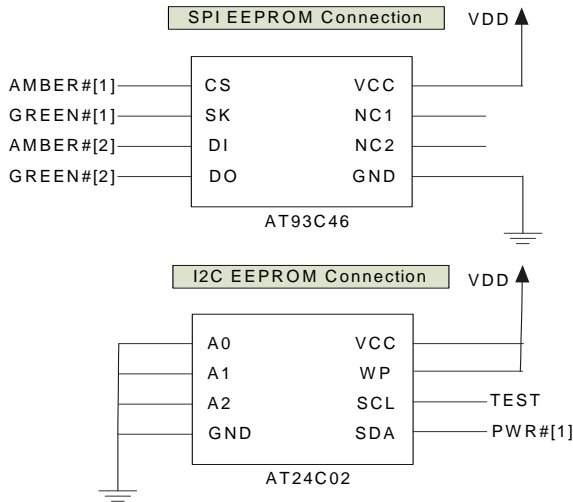 SPI EEPROM Connection
VDD
AMBER#[1] CS VCC
GREEN#[1] SK NC1
AMBER#[2] DI NC2
GREEN#[2] DO GND
AT93C46
I2C EEPROM Connection
VDD
A0 VCC
A1 WP
A2 SCL TEST
GND SDA PWR#[1]
AT24C02